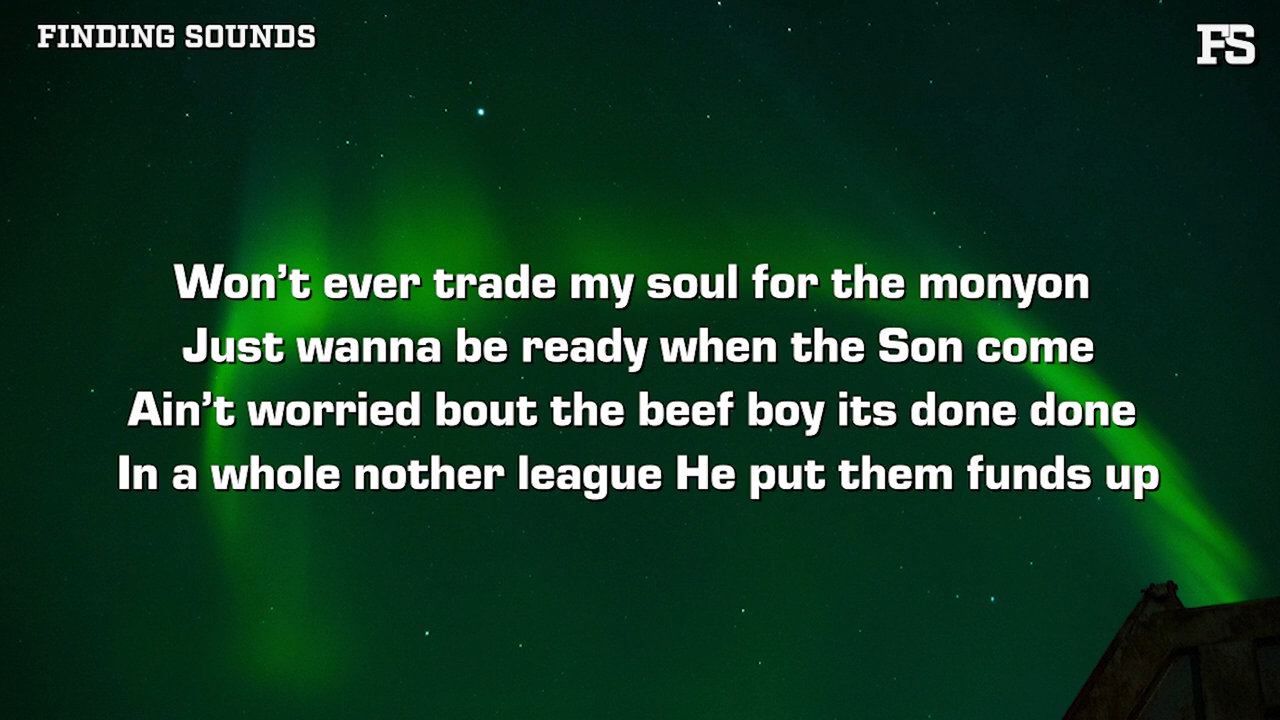 FINDING SOUNDS
FS
Won't ever trade my soul for the monyon
Just wanna be ready when the Son come
Ain't worried bout the beef boy its done done
In a whole nother league He put them funds up